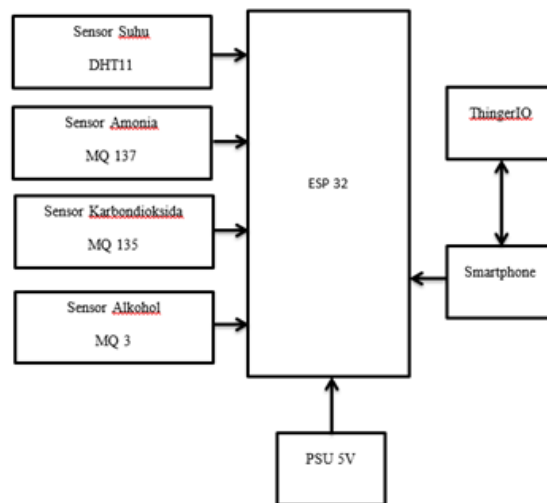 Sensor Suhu
DHT11
Sensor Amonia
MQ 137
Sensor Karbondioksida
MQ 135
Sensor Alkohol
MQ 3
ESP 32
ThingerIO
Smartphone
PSU 5V